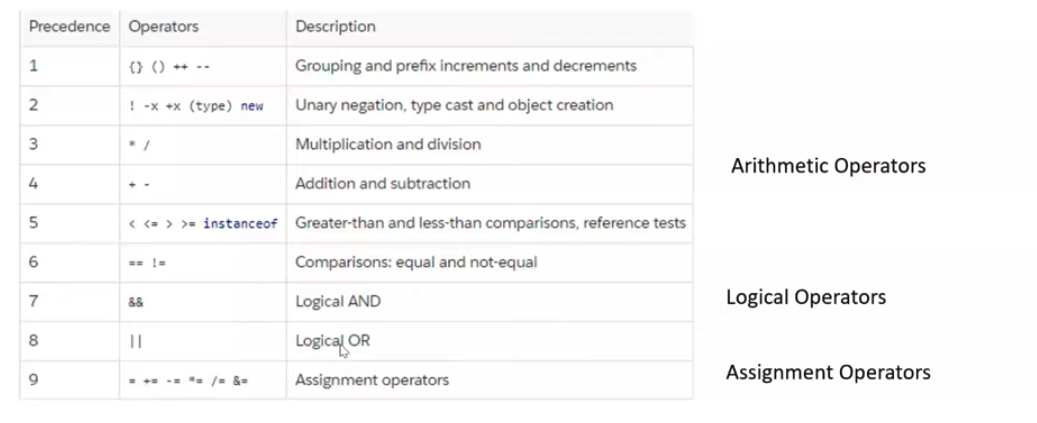 Precedence Operators Description
1 {} () ++ -- Grouping and prefix increments and decrements
2 ! -x +x (type) new Unary negation, type cast and object creation
3 * / Multiplication and division
Arithmetic Operators
4 + - Addition and subtraction
5 < <= > >= instanceof Greater-than and less-than comparisons, reference tests
6 == != Comparisons: equal and not-equal
7 && Logical AND Logical Operators
8 || Logical OR
9 = += -= *= /= &= Assignment operators Assignment Operators